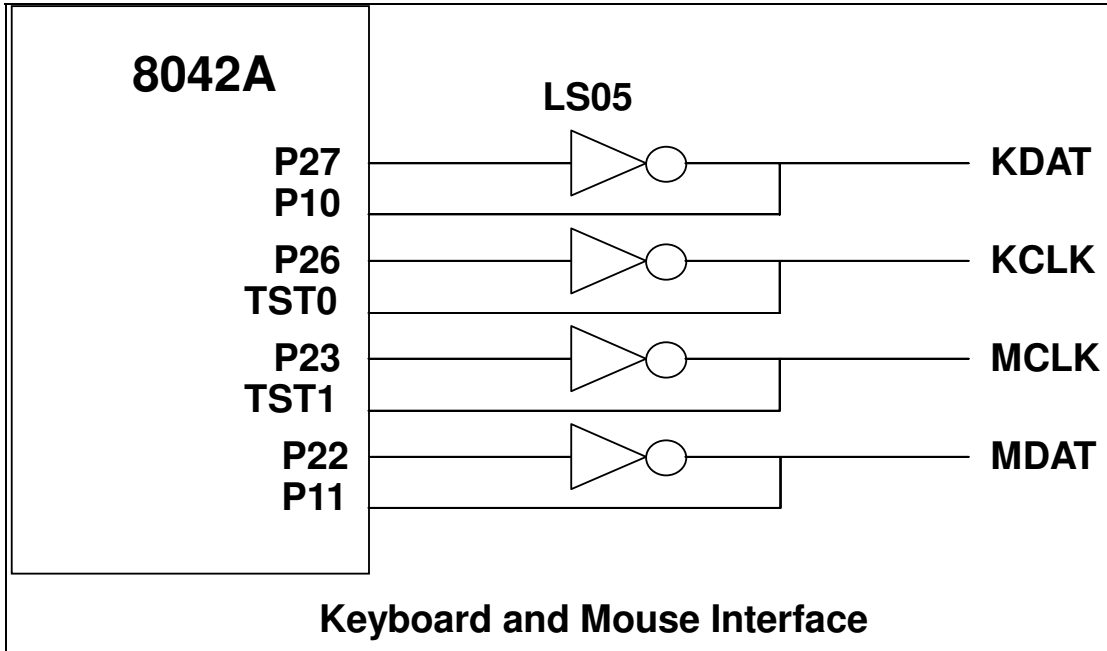 8042A
LS05
P27
KDAT
P10
P26
KCLK
TST0
P23
MCLK
TST1
P22
MDAT
P11
Keyboard and Mouse Interface